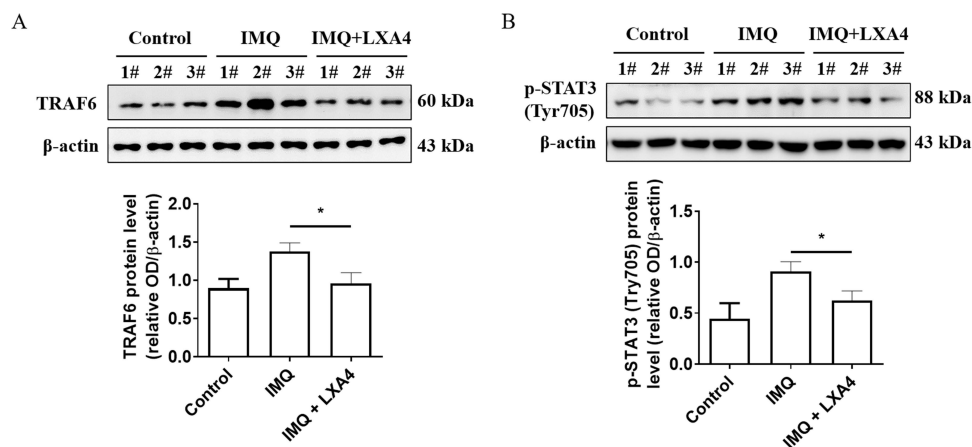 A
Control IMQ IMQ+LXA4
1# 2# 3# 1# 2# 3# 1# 2# 3#
TRAF6 60 kDa
β-actin 43 kDa
TRAF6 protein level
(relative OD/β-actin)
2.0
1.5
1.0
0.5
0.0
*
Control
IMQ
IMQ + LXA4
B
Control IMQ IMQ+LXA4
1# 2# 3# 1# 2# 3# 1# 2# 3#
p-STAT3
(Tyr705)
88 kDa
β-actin 43 kDa
p-STAT3 (Try705) protein
level (relative OD/β-actin)
1.5
1.0
0.5
0.0
*
Control
IMQ
IMQ + LXA4